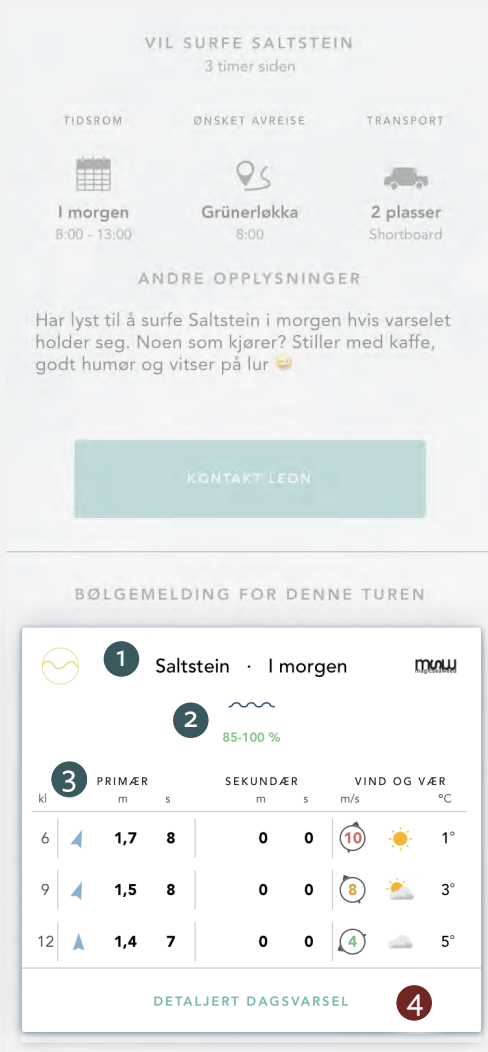 VIL SURFE SALTSTEIN
3 timer siden
TIDSROM ØNSKET AVREISE TRANSPORT
I morgen Grünerløkka 2 plasser
8:00 - 13:00 8:00 Shortboard
ANDRE OPPLYSNINGER
Har lyst til å surfe Saltstein i morgen hvis varselet
holder seg. Noen som kjører? Stiller med kaffe,
godt humør og vitser på lur 😄
KONTAKT LEON
BØLGEMELDING FOR DENNE TUREN
1 Saltstein · I morgen msw
magicseaweed
2
85-100 %
3 PRIMÆR SEKUNDÆR VIND OG VÆR
kl m s m s m/s °C
6 1,7 8 0 0 10 1°
9 1,5 8 0 0 8 3°
12 1,4 7 0 0 4 5°
DETALJERT DAGSVARSEL 4